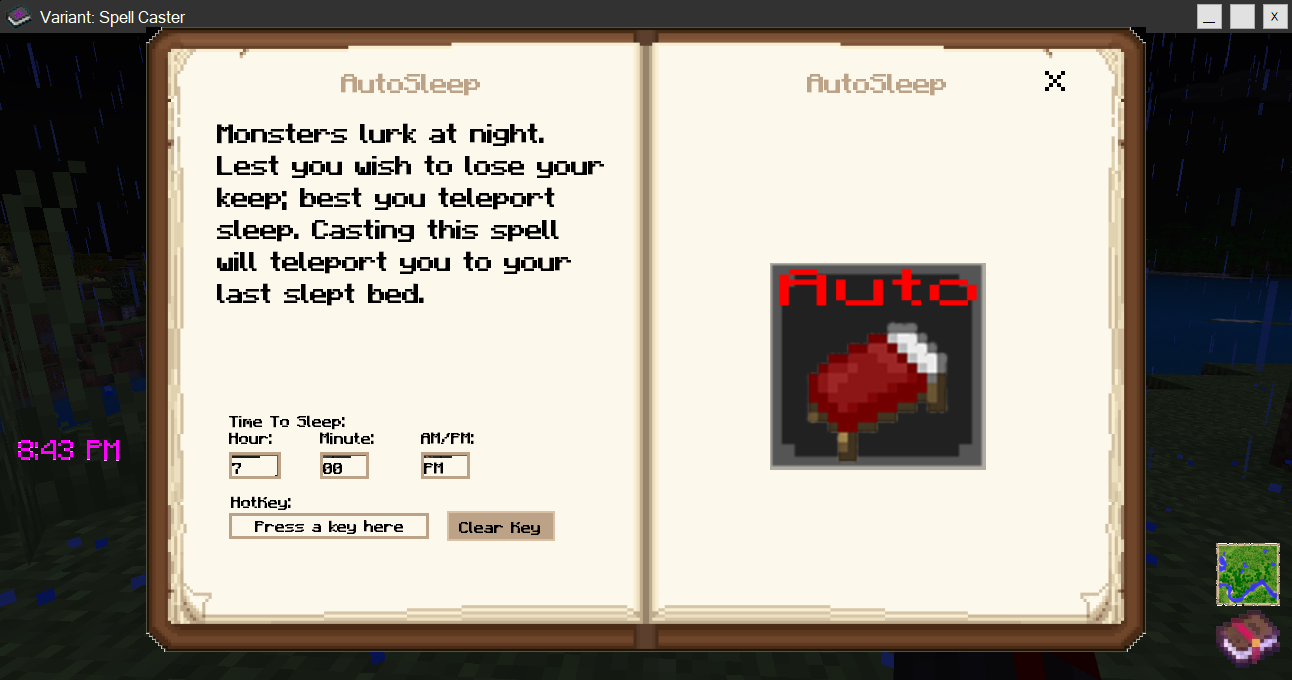 Variant: Spell Caster
AutoSleep
Monsters lurk at night.
Lest you wish to lose your
keep; best you teleport
sleep. Casting this spell
will teleport you to your
last slept bed.
Time To Sleep:
Hour: Minute: AM/PM:
7 00 PM
HotKey:
Press a key here Clear Key
AutoSleep
X
Auto
8:43 PM